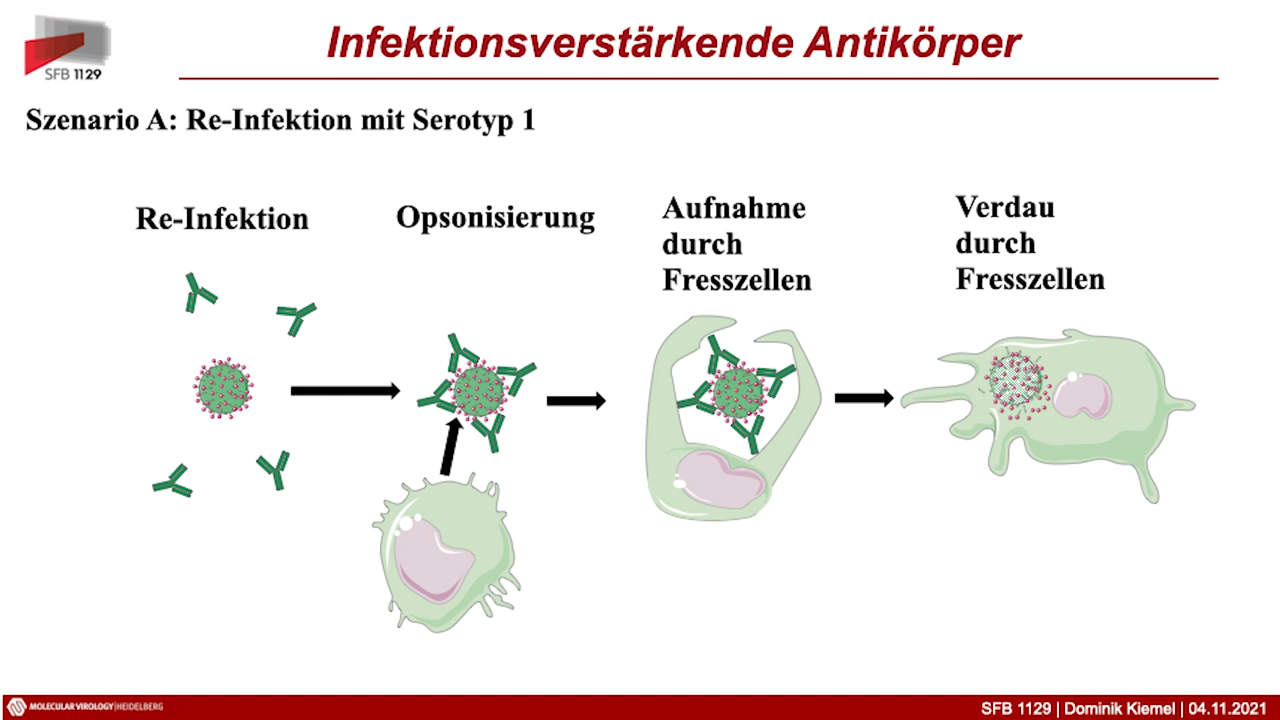 Infektionsverstärkende Antikörper
SFB 1129
Szenario A: Re-Infektion mit Serotyp 1
Re-Infektion
Opsonisierung
Aufnahme
durch
Fresszellen
Verdau
durch
Fresszellen
MOLECULAR VIROLOGY|HEIDELBERG
SFB 1129 | Dominik Klemel | 04.11.2021